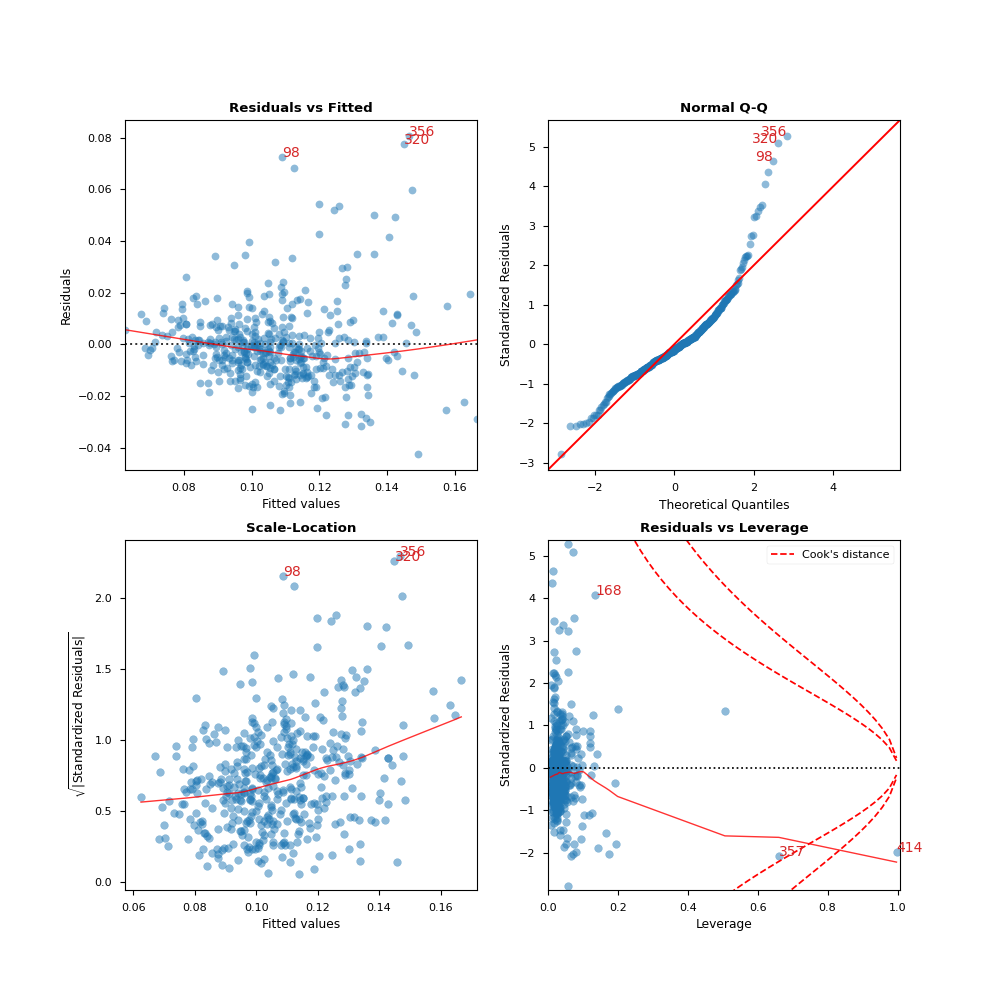 Residuals vs Fitted
Residuals
0.08
0.06
0.04
0.02
0.00
−0.02
−0.04
356
320
98
0.08 0.10 0.12 0.14 0.16
Fitted values
Normal Q-Q
Standardized Residuals
5
4
3
2
1
0
−1
−2
−3
356
320
98
−2 0 2 4
Theoretical Quantiles
Scale-Location
√|Standardized Residuals|
2.0
1.5
1.0
0.5
0.0
356
320
98
0.06 0.08 0.10 0.12 0.14 0.16
Fitted values
Residuals vs Leverage
Standardized Residuals
5
4
3
2
1
0
−1
−2
Cook's distance
168
357
414
0.0 0.2 0.4 0.6 0.8 1.0
Leverage